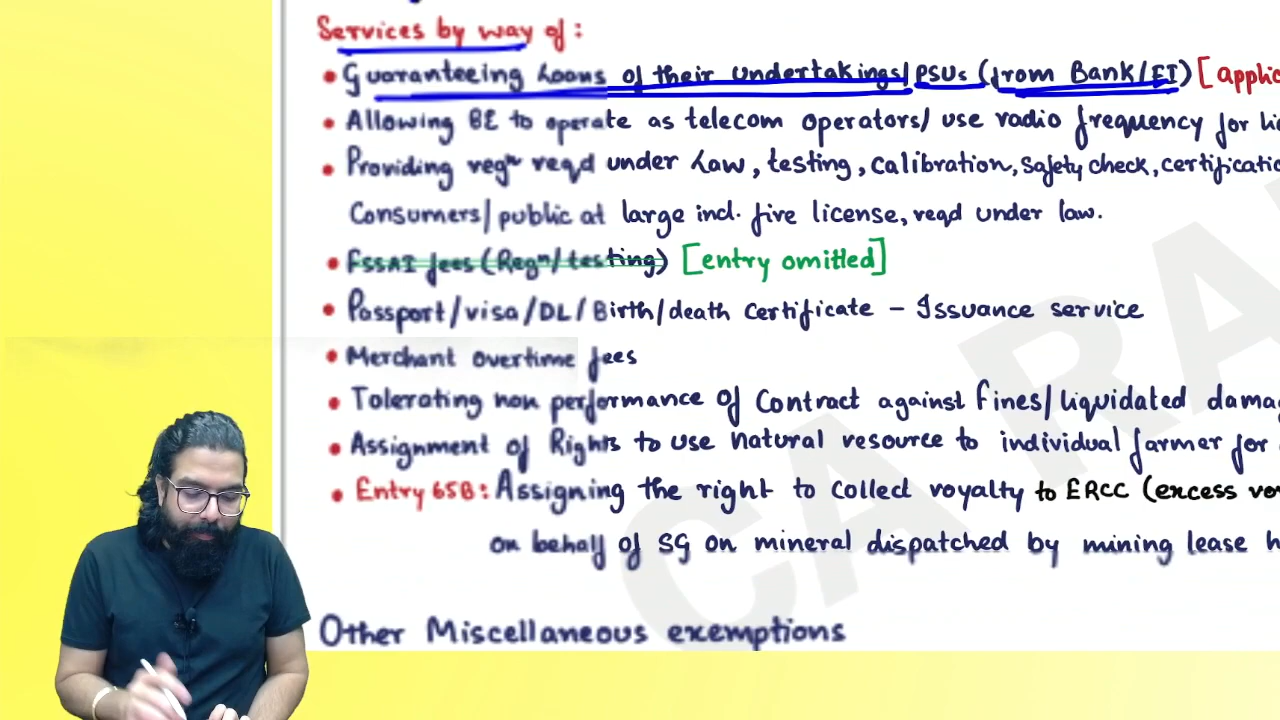 Services by way of :
• Guaranteeing Loans of their undertakings/ PSUs (from Bank/FI) [applic
• Allowing BE to operate as telecom operators/ use radio frequency for lic
• Providing regⁿ reqd under Law, testing, calibration, safety check, certificatio
Consumers/public at large incl. fire license, reqd under law.
• FSSAI fees (Regⁿ/testing) [entry omitted]
• Passport/visa/DL/Birth/death certificate - Issuance service
• Merchant overtime fees
• Tolerating non performance of Contract against fines/liquidated dama
• Assignment of Rights to use natural resource to individual farmer for
• Entry 65B: Assigning the right to collect royalty to ERCC (excess ro
on behalf of SG on mineral dispatched by mining lease h
Other Miscellaneous exemptions
CA RA